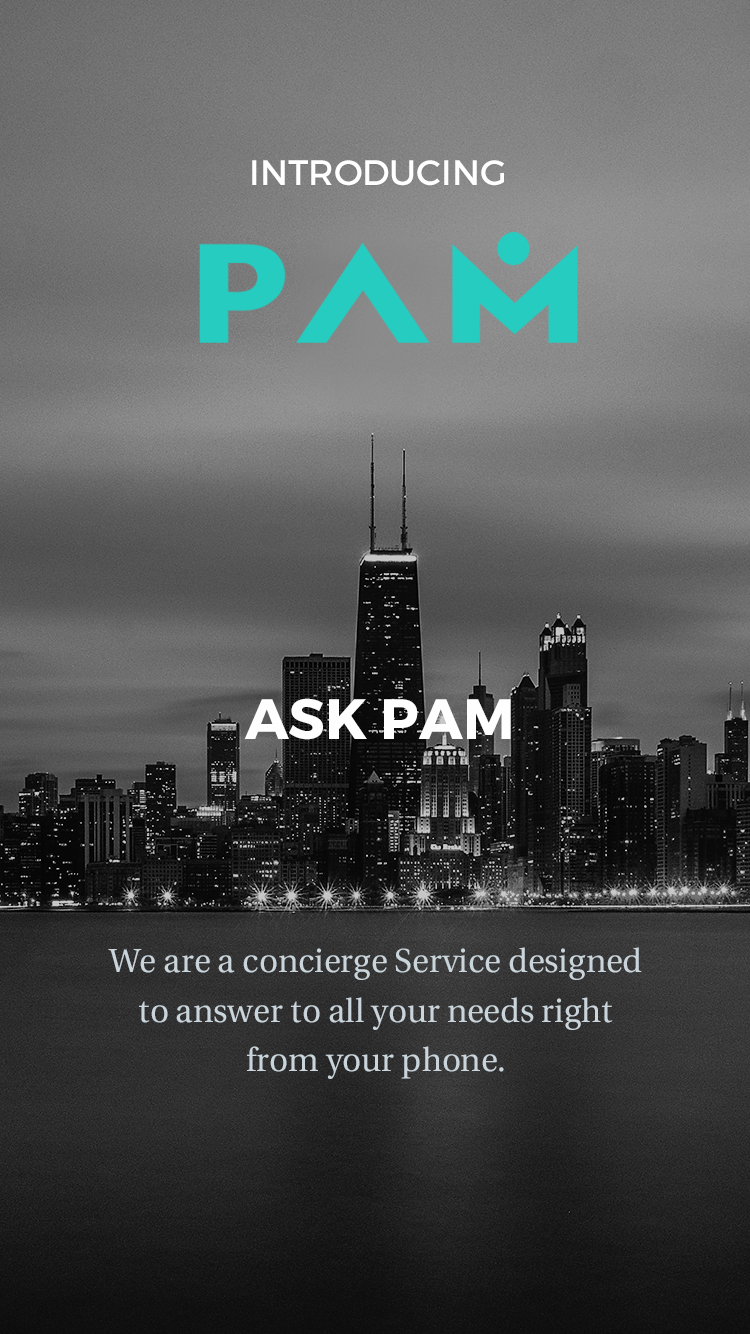 INTRODUCING
PAM
ASK PAM
We are a concierge Service designed
to answer to all your needs right
from your phone.